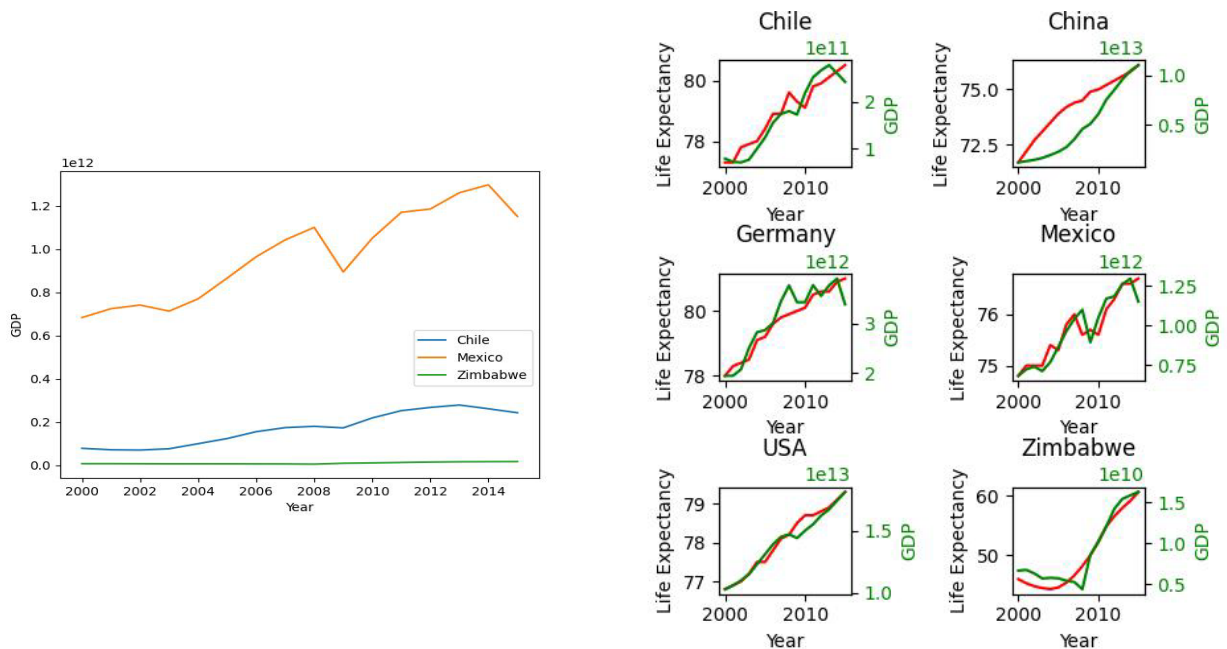 1e12
1.2
1.0
0.8
0.6
0.4
0.2
0.0
GDP
Chile
Mexico
Zimbabwe
2000 2002 2004 2006 2008 2010 2012 2014
Year
Chile
1e11
Life Expectancy
80
78
2
1
GDP
2000 2010
Year
China
1e13
Life Expectancy
75.0
72.5
1.0
0.5
GDP
2000 2010
Year
Germany
1e12
Life Expectancy
80
78
3
2
GDP
2000 2010
Year
Mexico
1e12
Life Expectancy
76
75
1.25
1.00
0.75
GDP
2000 2010
Year
USA
1e13
Life Expectancy
79
78
77
1.5
1.0
GDP
2000 2010
Year
Zimbabwe
1e10
Life Expectancy
60
50
1.5
1.0
0.5
GDP
2000 2010
Year